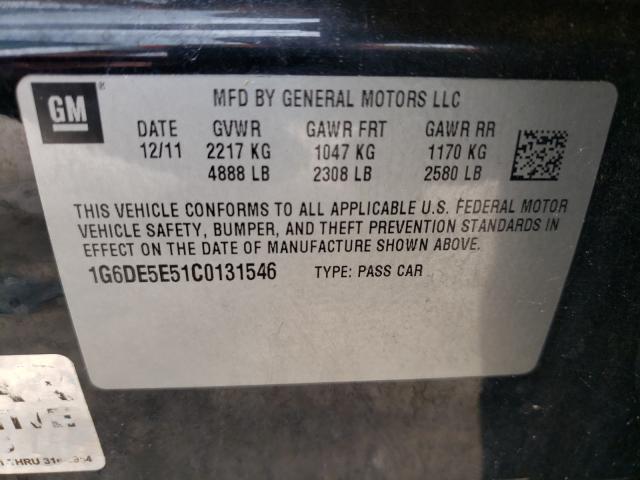 GM
MFD BY GENERAL MOTORS LLC
DATE GVWR GAWR FRT GAWR RR
12/11 2217 KG 1047 KG 1170 KG
4888 LB 2308 LB 2580 LB
THIS VEHICLE CONFORMS TO ALL APPLICABLE U.S. FEDERAL MOTOR
VEHICLE SAFETY, BUMPER, AND THEFT PREVENTION STANDARDS IN
EFFECT ON THE DATE OF MANUFACTURE SHOWN ABOVE.
1G6DE5E51C0131546 TYPE: PASS CAR
THRU